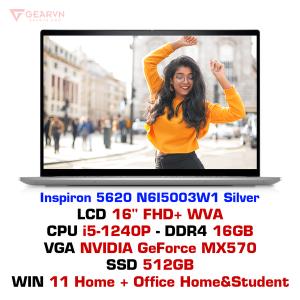 GEARVN
Inspiron 5620 N6I5003W1 Silver
LCD 16" FHD+ WVA
CPU i5-1240P - DDR4 16GB
VGA NVIDIA GeForce MX570
SSD 512GB
WIN 11 Home + Office Home&Student